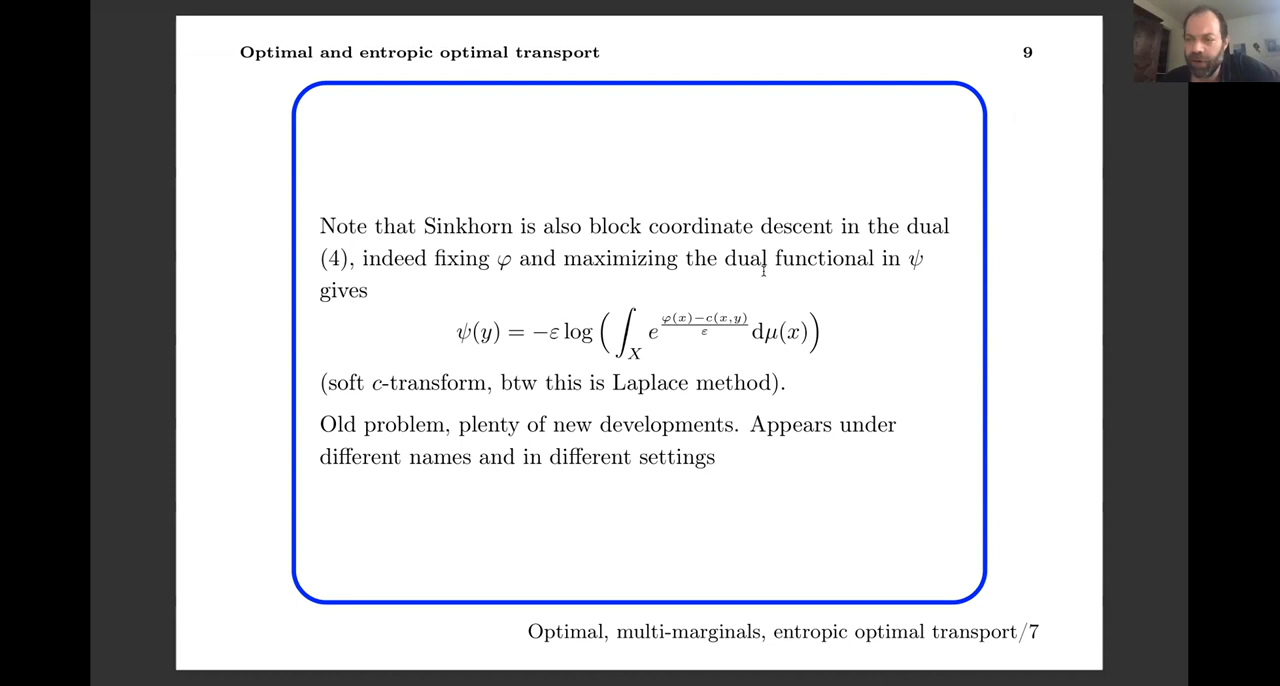 Optimal and entropic optimal transport 9
Note that Sinkhorn is also block coordinate descent in the dual
(4), indeed fixing φ and maximizing the dual functional in ψ
gives
ψ(y) = −ε log ( ∫_X e^{\frac{φ(x)−c(x,y)}{ε}} dμ(x) )
(soft c-transform, btw this is Laplace method).
Old problem, plenty of new developments. Appears under
different names and in different settings
Optimal, multi-marginals, entropic optimal transport/7